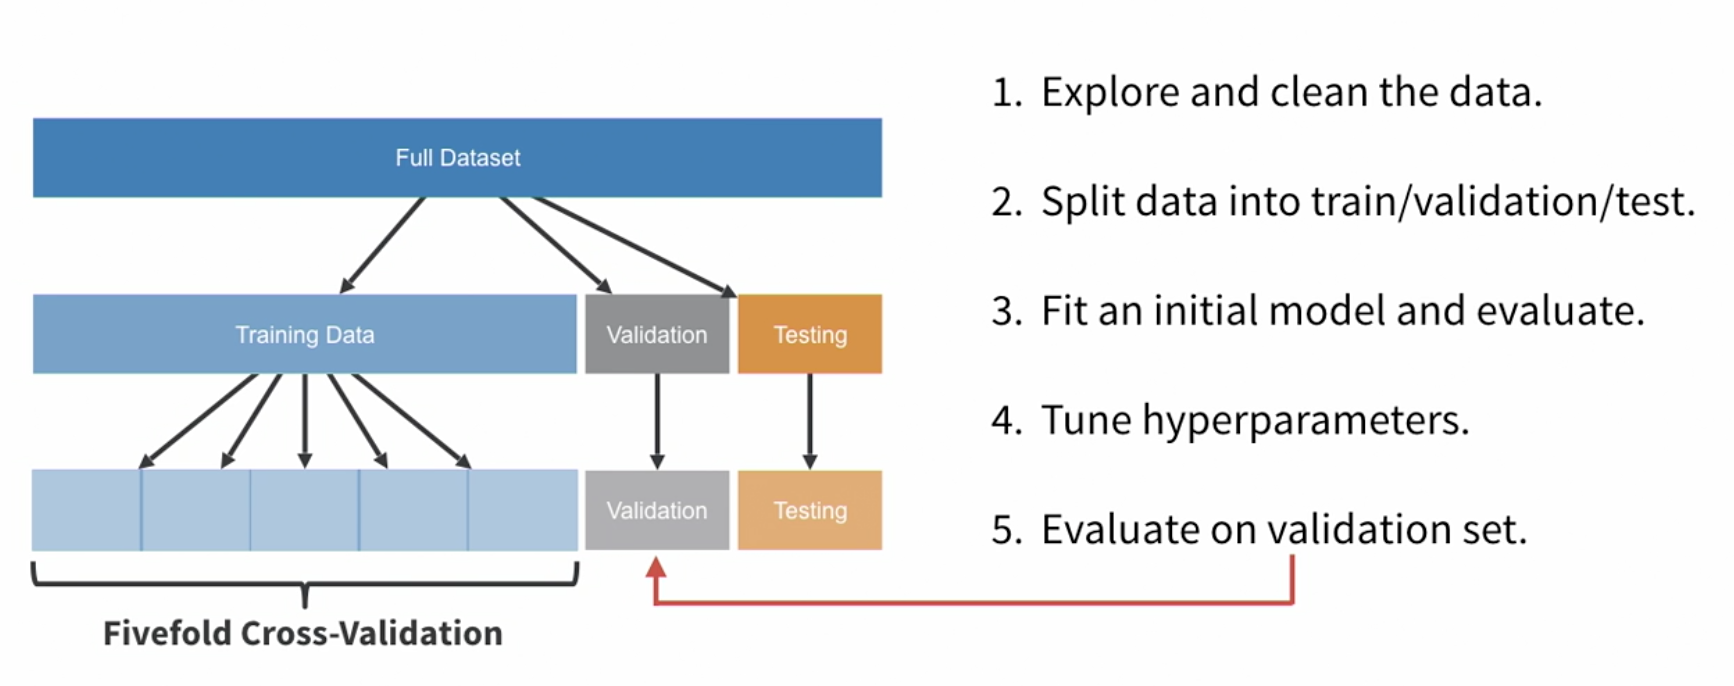 Full Dataset
Training Data
Validation
Testing
Validation
Testing
Fivefold Cross-Validation
1. Explore and clean the data.
2. Split data into train/validation/test.
3. Fit an initial model and evaluate.
4. Tune hyperparameters.
5. Evaluate on validation set.